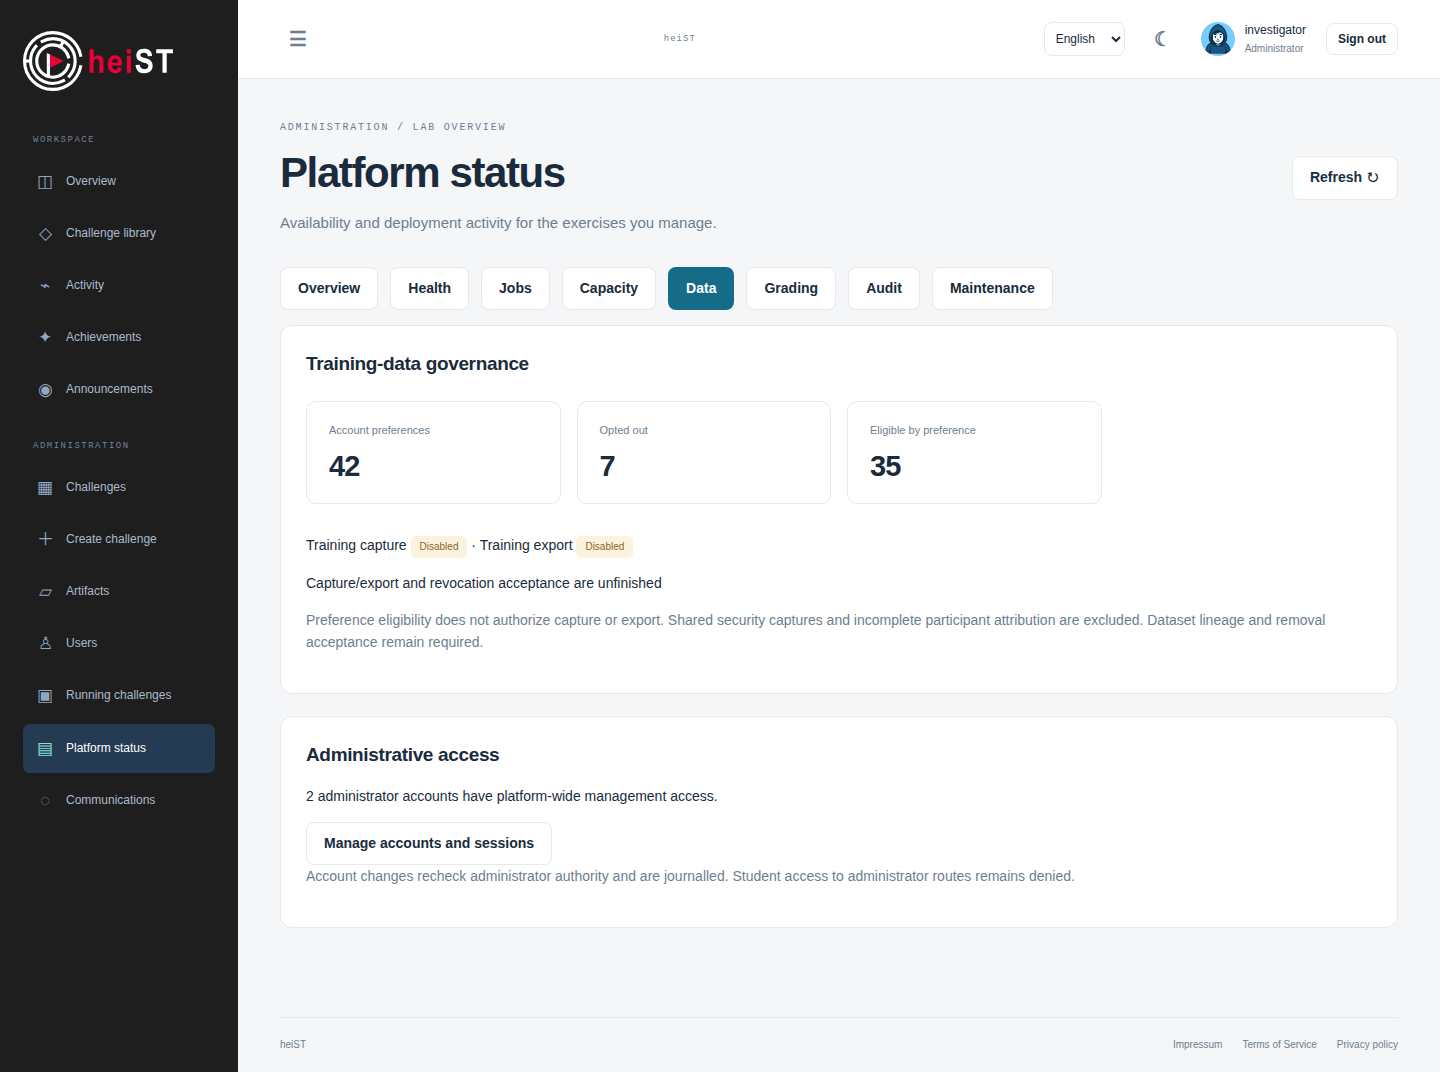 heiST
WORKSPACE
Overview
Challenge library
Activity
Achievements
Announcements
ADMINISTRATION
Challenges
Create challenge
Artifacts
Users
Running challenges
Platform status
Communications
heiST
English
investigator
Administrator
Sign out
ADMINISTRATION / LAB OVERVIEW
Platform status
Refresh ↻
Availability and deployment activity for the exercises you manage.
Overview Health Jobs Capacity Data Grading Audit Maintenance
Training-data governance
Account preferences
42
Opted out
7
Eligible by preference
35
Training capture Disabled · Training export Disabled
Capture/export and revocation acceptance are unfinished
Preference eligibility does not authorize capture or export. Shared security captures and incomplete participant attribution are excluded. Dataset lineage and removal
acceptance remain required.
Administrative access
2 administrator accounts have platform-wide management access.
Manage accounts and sessions
Account changes recheck administrator authority and are journalled. Student access to administrator routes remains denied.
heiST
Impressum Terms of Service Privacy policy